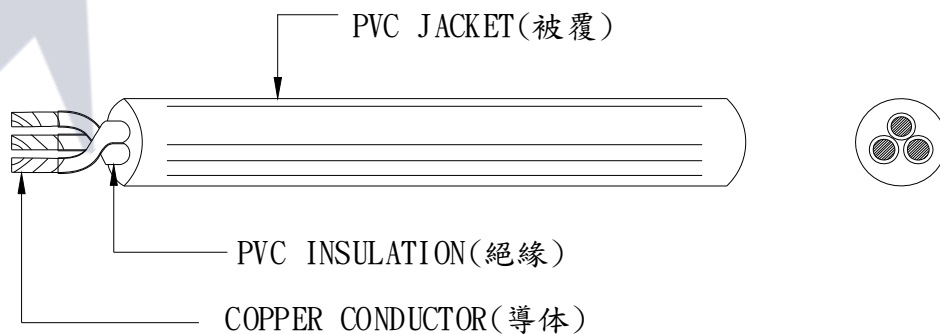 PVC JACKET(被覆)
PVC INSULATION(絕緣)
COPPER CONDUCTOR(導体)